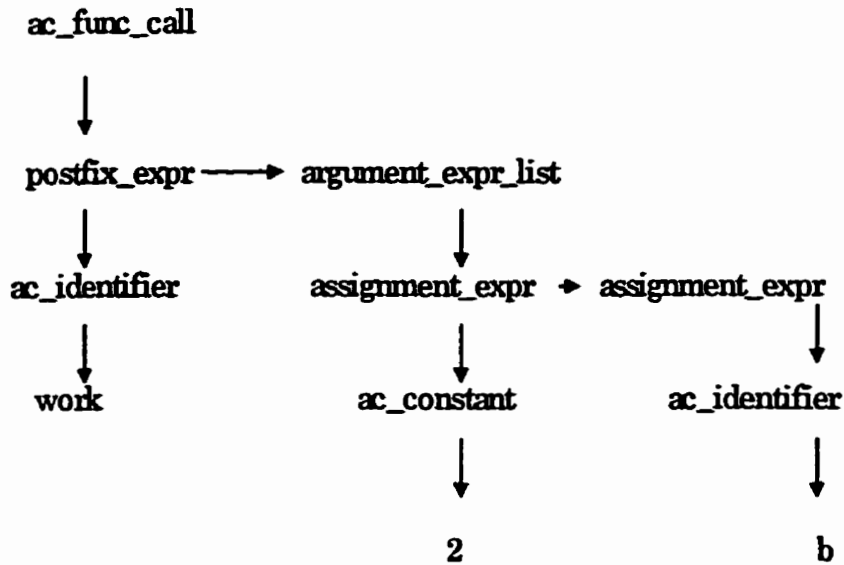 ac_func_call
postfix_expr argument_expr_list
ac_identifier assignment_expr assignment_expr
work ac_constant ac_identifier
2 b